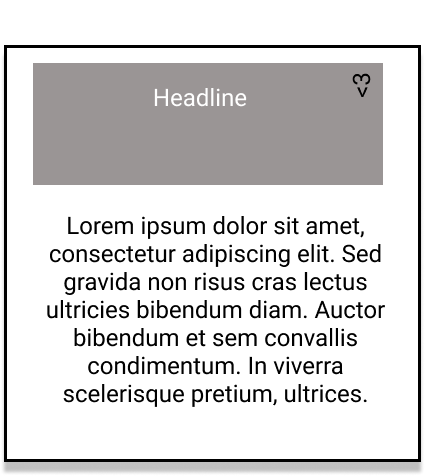 Headline
<3
Lorem ipsum dolor sit amet,
consectetur adipiscing elit. Sed
gravida non risus cras lectus
ultricies bibendum diam. Auctor
bibendum et sem convallis
condimentum. In viverra
scelerisque pretium, ultrices.